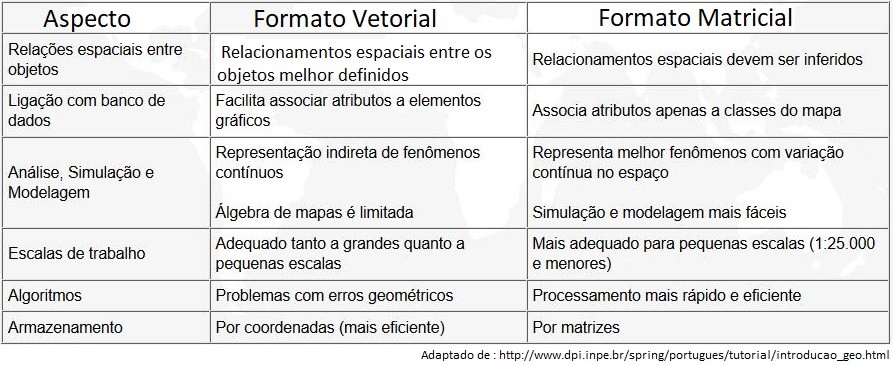 Aspecto
Formato Vetorial
Formato Matricial
Relações espaciais entre
objetos
Relacionamentos espaciais entre os
objetos melhor definidos
Relacionamentos espaciais devem ser inferidos
Ligação com banco de
dados
Facilita associar atributos a elementos
gráficos
Associa atributos apenas a classes do mapa
Análise, Simulação e
Modelagem
Representação indireta de fenômenos
contínuos
Álgebra de mapas é limitada
Representa melhor fenômenos com variação
contínua no espaço
Simulação e modelagem mais fáceis
Escalas de trabalho
Adequado tanto a grandes quanto a
pequenas escalas
Mais adequado para pequenas escalas (1:25.000
e menores)
Algoritmos
Problemas com erros geométricos
Processamento mais rápido e eficiente
Armazenamento
Por coordenadas (mais eficiente)
Por matrizes
Adaptado de : http://www.dpi.inpe.br/spring/portugues/tutorial/introducao_geo.html